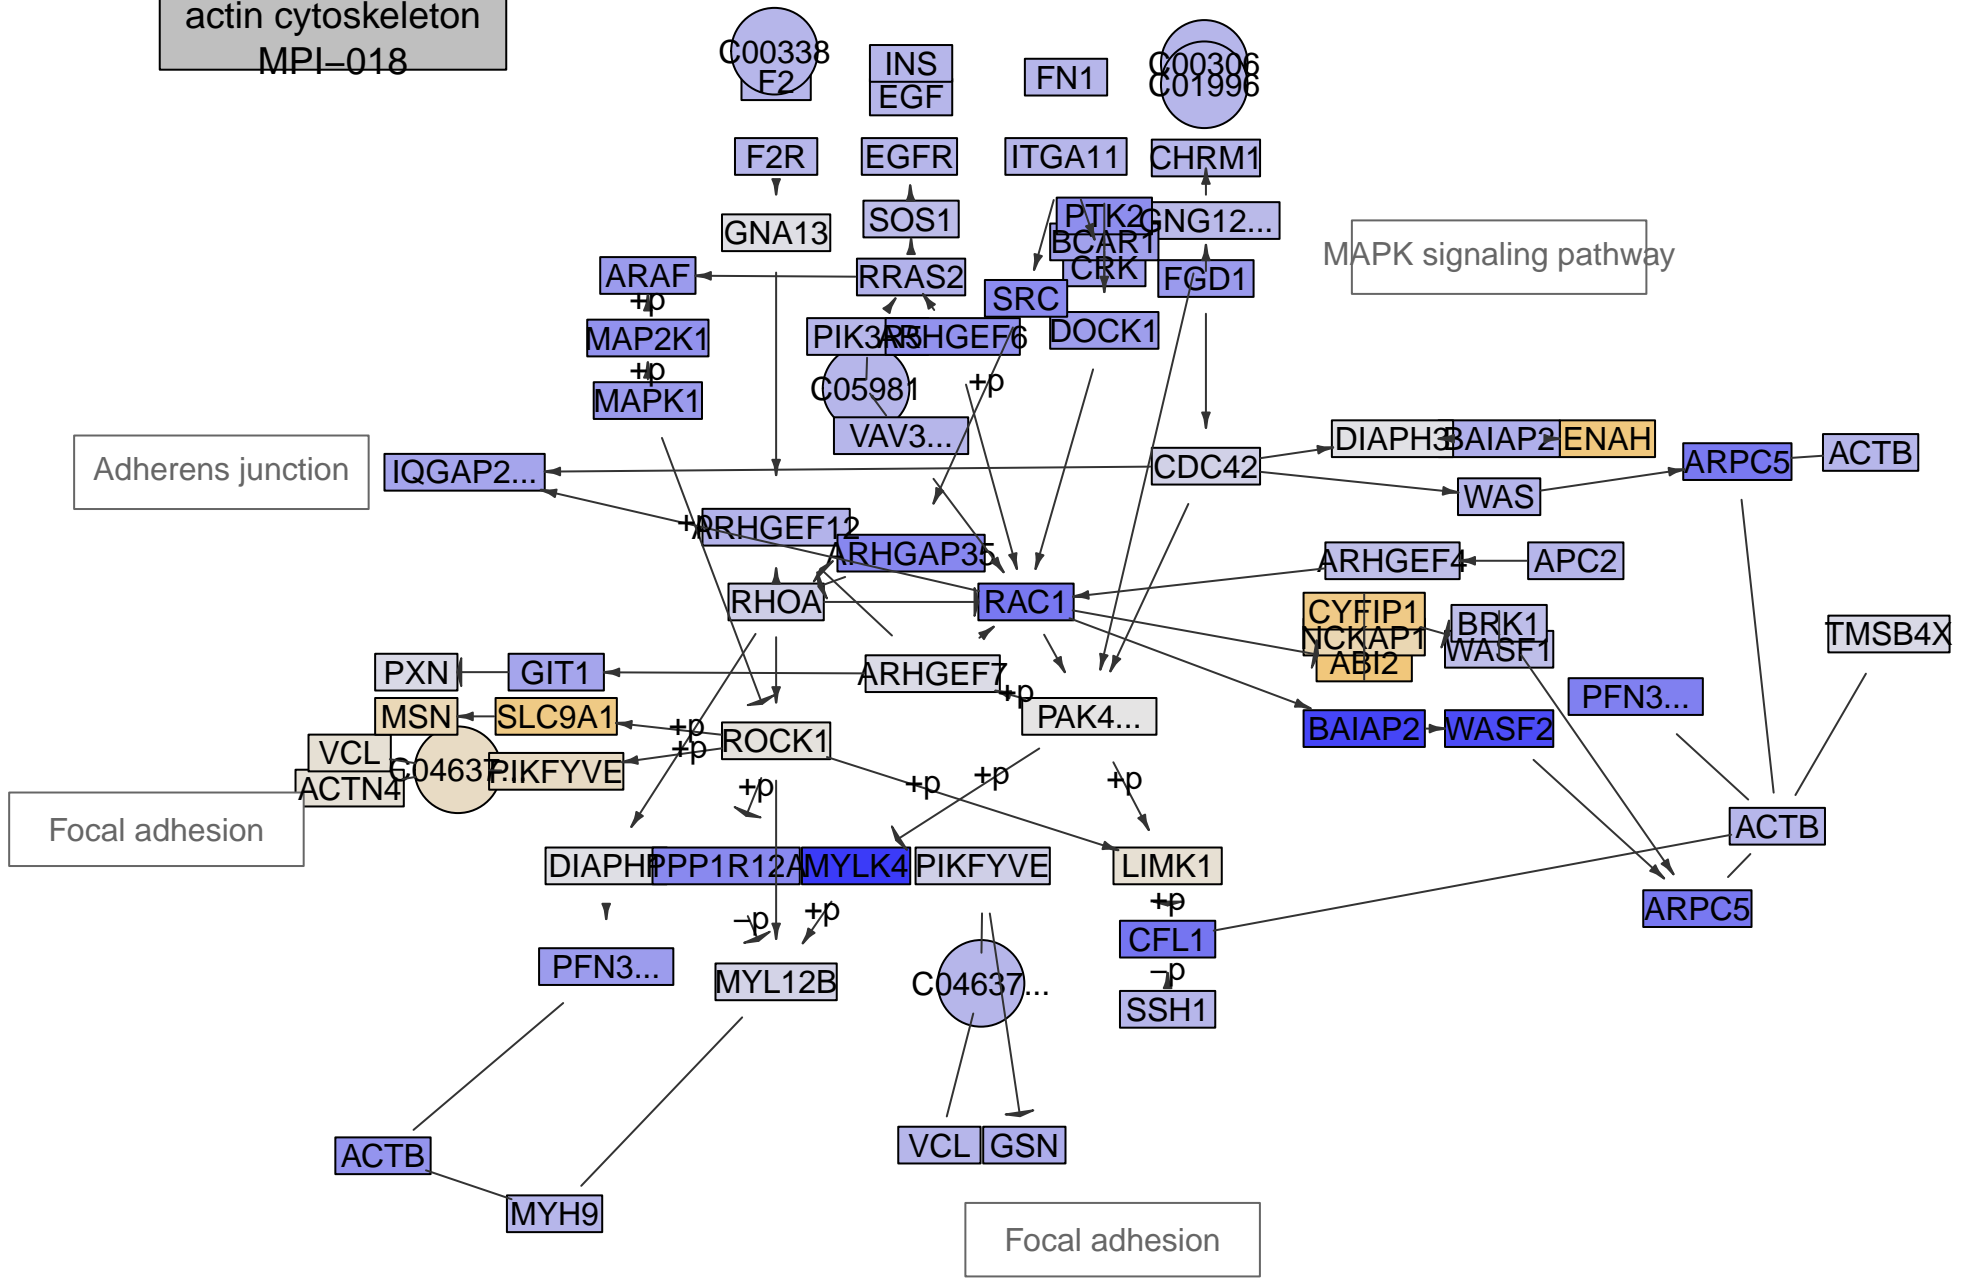 actin cytoskeleton
MPI−018
C00338
F2
INS
EGF
FN1
C00306
C01996
F2R
EGFR
ITGA11
CHRM1
GNA13
SOS1
PTK2
BCAR1
CRK
GNG12...
MAPK signaling pathway
ARAF
RRAS2
SRC
FGD1
+p
MAP2K1
PIK3R5
ARHGEF6
DOCK1
+p
MAPK1
C05981
+p
VAV3...
Adherens junction
IQGAP2...
CDC42
DIAPH3
BAIAP2
ENAH
ARPC5
ACTB
WAS
+p
ARHGEF12
ARHGAP35
ARHGEF4
APC2
RHOA
RAC1
CYFIP1
NCKAP1
ABI2
BRK1
WASF1
TMSB4X
PXN
GIT1
ARHGEF7
+p
PFN3...
MSN
SLC9A1
+p
PAK4...
BAIAP2
WASF2
VCL
ACTN4
C04637...
PIKFYVE
+p
ROCK1
+p
+p
+p
+p
Focal adhesion
ACTB
PPP1R12A
MYLK4
PIKFYVE
LIMK1
−p
+p
+p
ARPC5
CFL1
PFN3...
MYL12B
C04637...
−p
SSH1
ACTB
VCL
GSN
MYH9
Focal adhesion